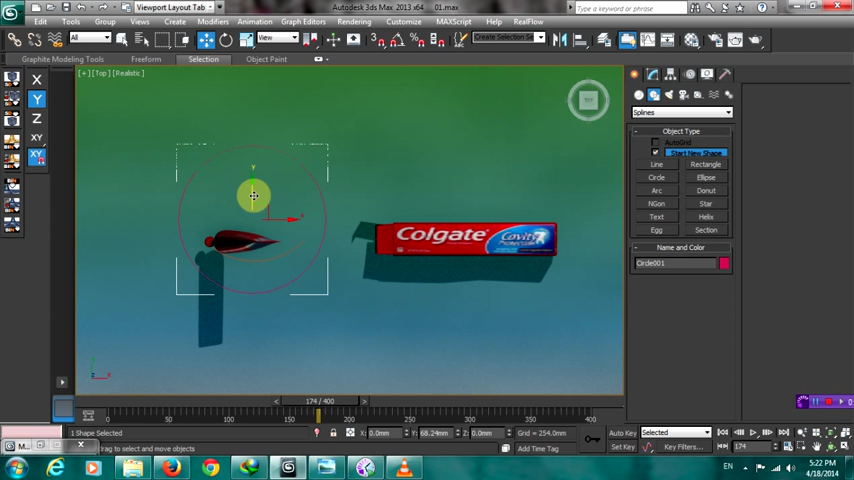 Viewport Layout Tab
Autodesk 3ds Max 2013 x64 01.max
Type a keyword or phrase
Edit Tools Group Views Create Modifiers Animation Graph Editors Rendering Customize MAXScript Help RealFlow
All View Create Selection Se
Graphite Modeling Tools Freeform Selection Object Paint
X
Y
Z
XY
XY
[ + ] [ Top ] [ Realistic ]
TOP
y
x
Colgate
Cavity
Splines
Object Type
AutoGrid
Start New Shape
Line Rectangle
Circle Ellipse
Arc Donut
NGon Star
Text Helix
Egg Section
Name and Color
Circle001
174 / 400
0 50 100 150 200 250 300 350 400
1 Shape Selected X: 0.0mm Y: 68.24mm Z: 0.0mm Grid = 254.0mm Auto Key Selected
drag to select and move objects Add Time Tag Set Key Key Filters... 174
M...
EN 5:22 PM
4/18/2014